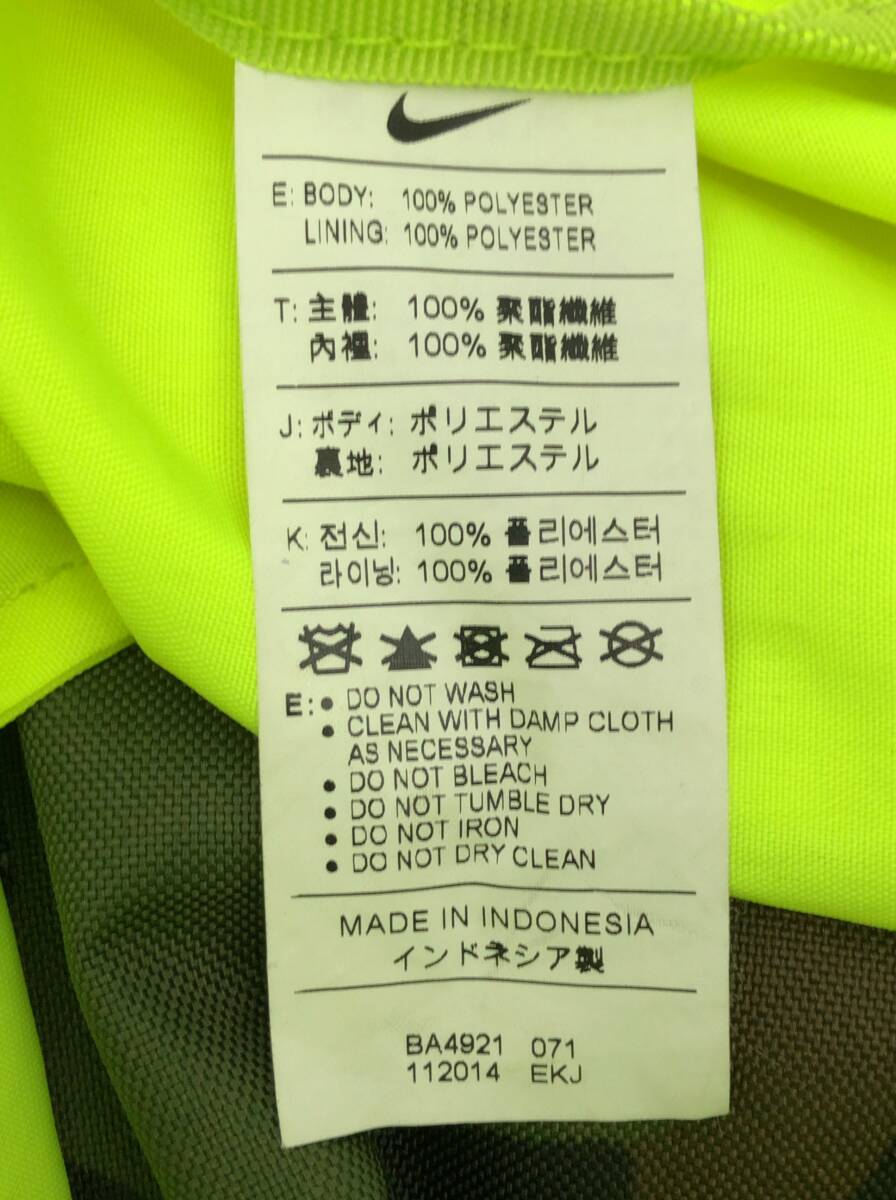 E: BODY: 100% POLYESTER
LINING: 100% POLYESTER
T: 主體: 100% 聚酯纖維
內裡: 100% 聚酯纖維
J: ボディ: ポリエステル
裏地: ポリエステル
K: 전신: 100% 폴리에스터
라이닝: 100% 폴리에스터
E: • DO NOT WASH
• CLEAN WITH DAMP CLOTH
AS NECESSARY
• DO NOT BLEACH
• DO NOT TUMBLE DRY
• DO NOT IRON
• DO NOT DRY CLEAN
MADE IN INDONESIA
インドネシア製
BA4921 071
112014 EKJ